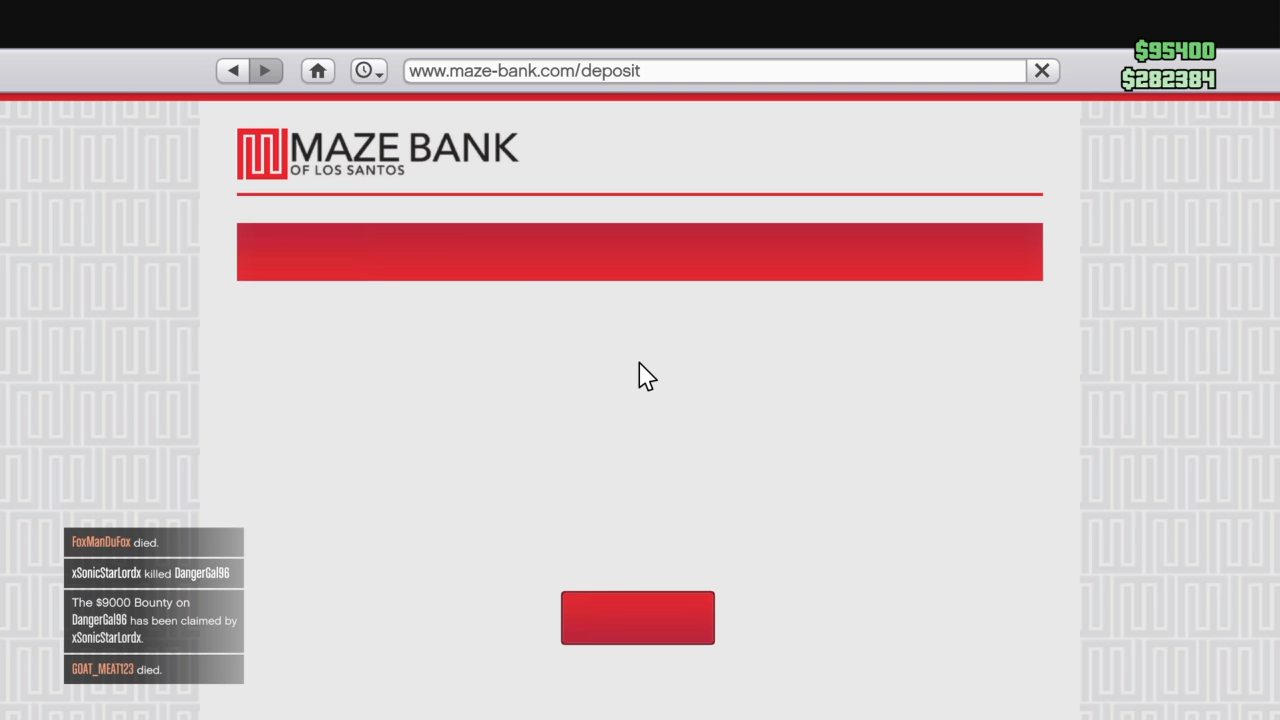 $95400
$282384
www.maze-bank.com/deposit
MAZE BANK
OF LOS SANTOS
FoxManDuFox died.
xSonicStarLordx killed DangerGal96
The $9000 Bounty on
DangerGal96 has been claimed by
xSonicStarLordx.
GOAT_MEAT123 died.